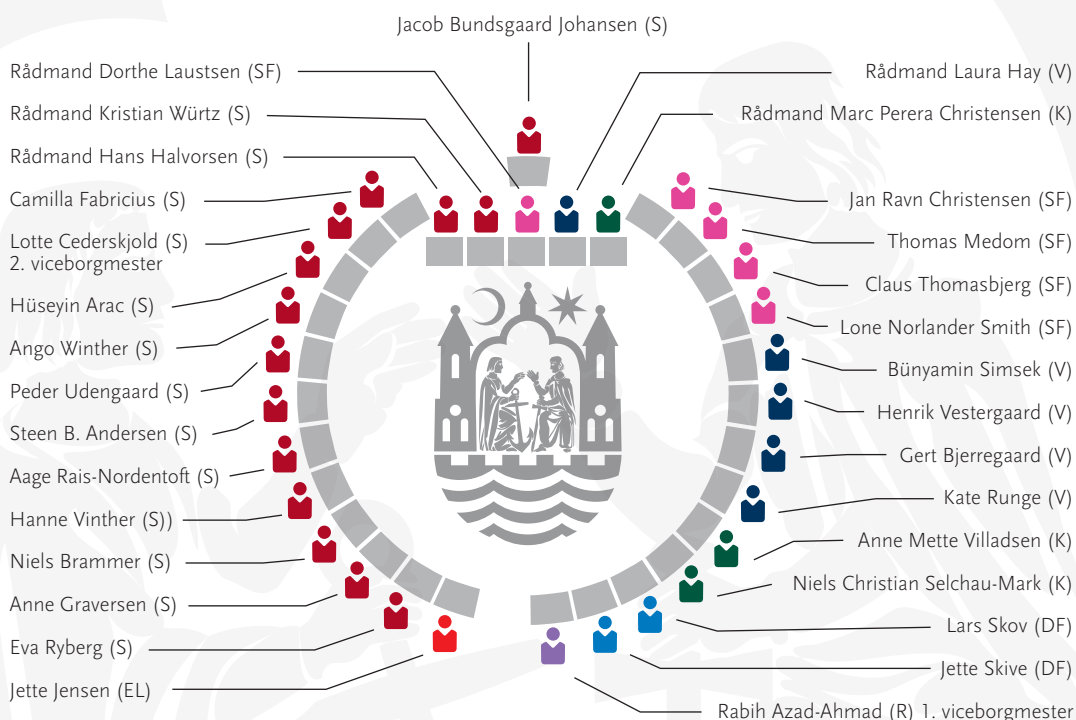 Jacob Bundsgaard Johansen (S)
Rådmand Dorthe Laustsen (SF)
Rådmand Kristian Würtz (S)
Rådmand Hans Halvorsen (S)
Camilla Fabricius (S)
Lotte Cederskjold (S)
2. viceborgmester
Hüseyin Arac (S)
Ango Winther (S)
Peder Udengaard (S)
Steen B. Andersen (S)
Aage Rais-Nordentoft (S)
Hanne Vinther (S))
Niels Brammer (S)
Anne Graversen (S)
Eva Ryberg (S)
Jette Jensen (EL)
Rådmand Laura Hay (V)
Rådmand Marc Perera Christensen (K)
Jan Ravn Christensen (SF)
Thomas Medom (SF)
Claus Thomasbjerg (SF)
Lone Norlander Smith (SF)
Bünyamin Simsek (V)
Henrik Vestergaard (V)
Gert Bjerregaard (V)
Kate Runge (V)
Anne Mette Villadsen (K)
Niels Christian Selchau-Mark (K)
Lars Skov (DF)
Jette Skive (DF)
Rabih Azad-Ahmad (R) 1. viceborgmester